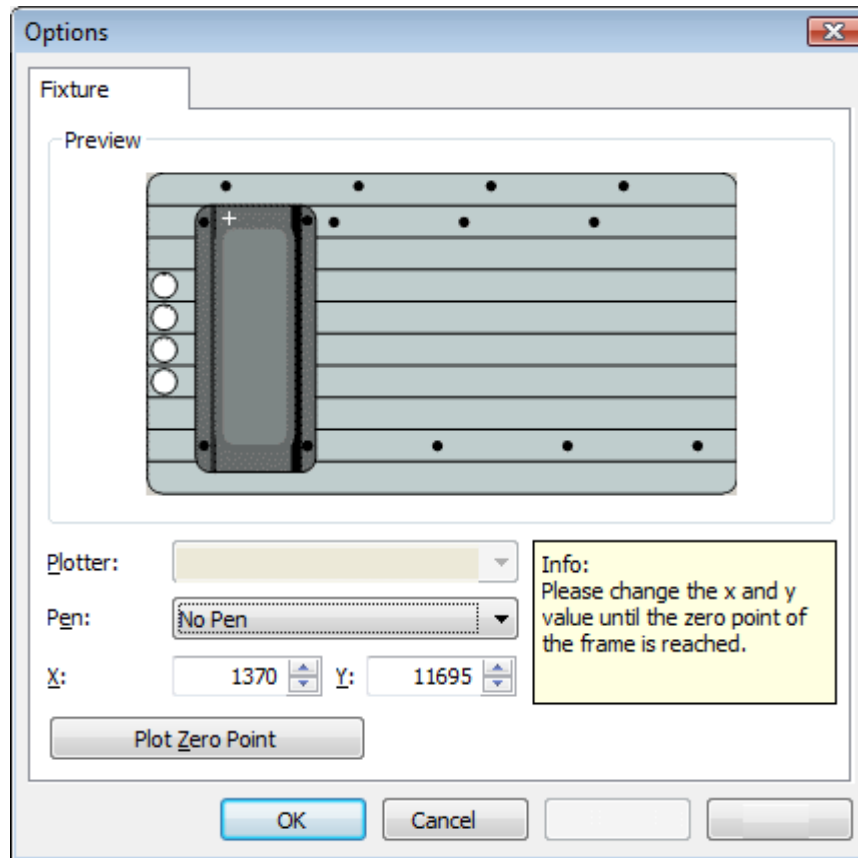 Options
Fixture
Preview
Plotter:
Pen: No Pen
X: 1370 Y: 11695
Info:
Please change the x and y
value until the zero point of
the frame is reached.
Plot Zero Point
OK Cancel